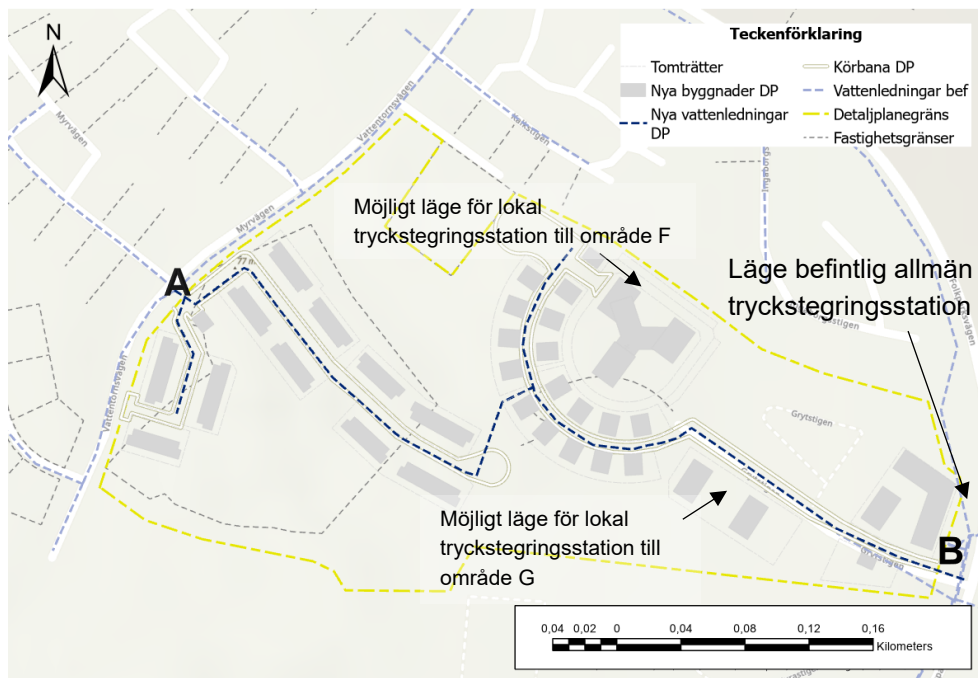 N
Teckenförklaring
Tomträtter
Nya byggnader DP
Nya vattenledningar
DP
Körbana DP
Vattenledningar bef
Detaljplanegräns
Fastighetsgränser
Myrvägen
Vattentornsvägen
Kalkstigen
Myrvägen
Möjligt läge för lokal
tryckstegringsstation till område F
Läge befintlig allmän
tryckstegringsstation
A
Vattentornsvägen
Grytstigen
Möjligt läge för lokal
tryckstegringsstation till
område G
B
Grytstigen
0,04 0,02 0 0,04 0,08 0,12 0,16
Kilometers